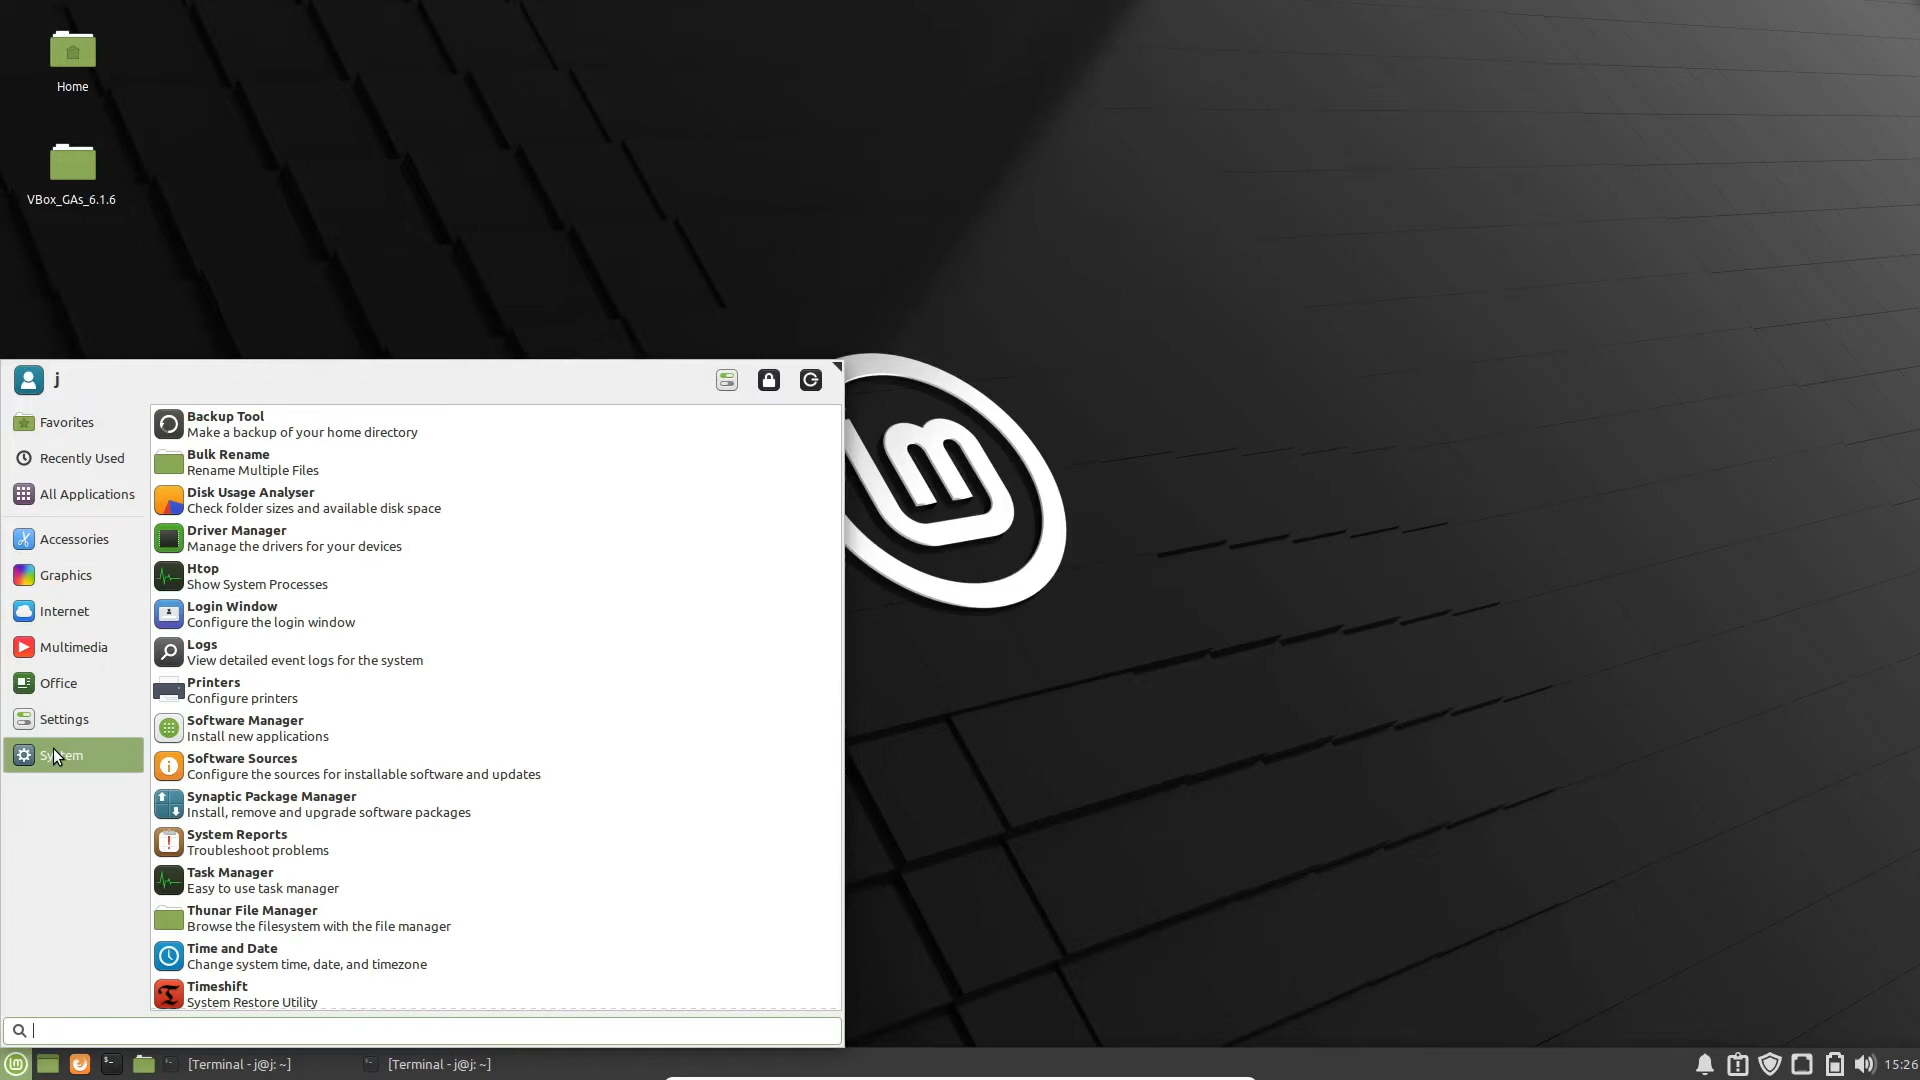 Home
VBox_GAs_6.1.6
j
Favorites
Recently Used
All Applications
Accessories
Graphics
Internet
Multimedia
Office
Settings
System
Backup Tool
Make a backup of your home directory
Bulk Rename
Rename Multiple Files
Disk Usage Analyser
Check folder sizes and available disk space
Driver Manager
Manage the drivers for your devices
Htop
Show System Processes
Login Window
Configure the login window
Logs
View detailed event logs for the system
Printers
Configure printers
Software Manager
Install new applications
Software Sources
Configure the sources for installable software and updates
Synaptic Package Manager
Install, remove and upgrade software packages
System Reports
Troubleshoot problems
Task Manager
Easy to use task manager
Thunar File Manager
Browse the filesystem with the file manager
Time and Date
Change system time, date, and timezone
Timeshift
System Restore Utility
[Terminal - j@j: ~]
[Terminal - j@j: ~]
15:26